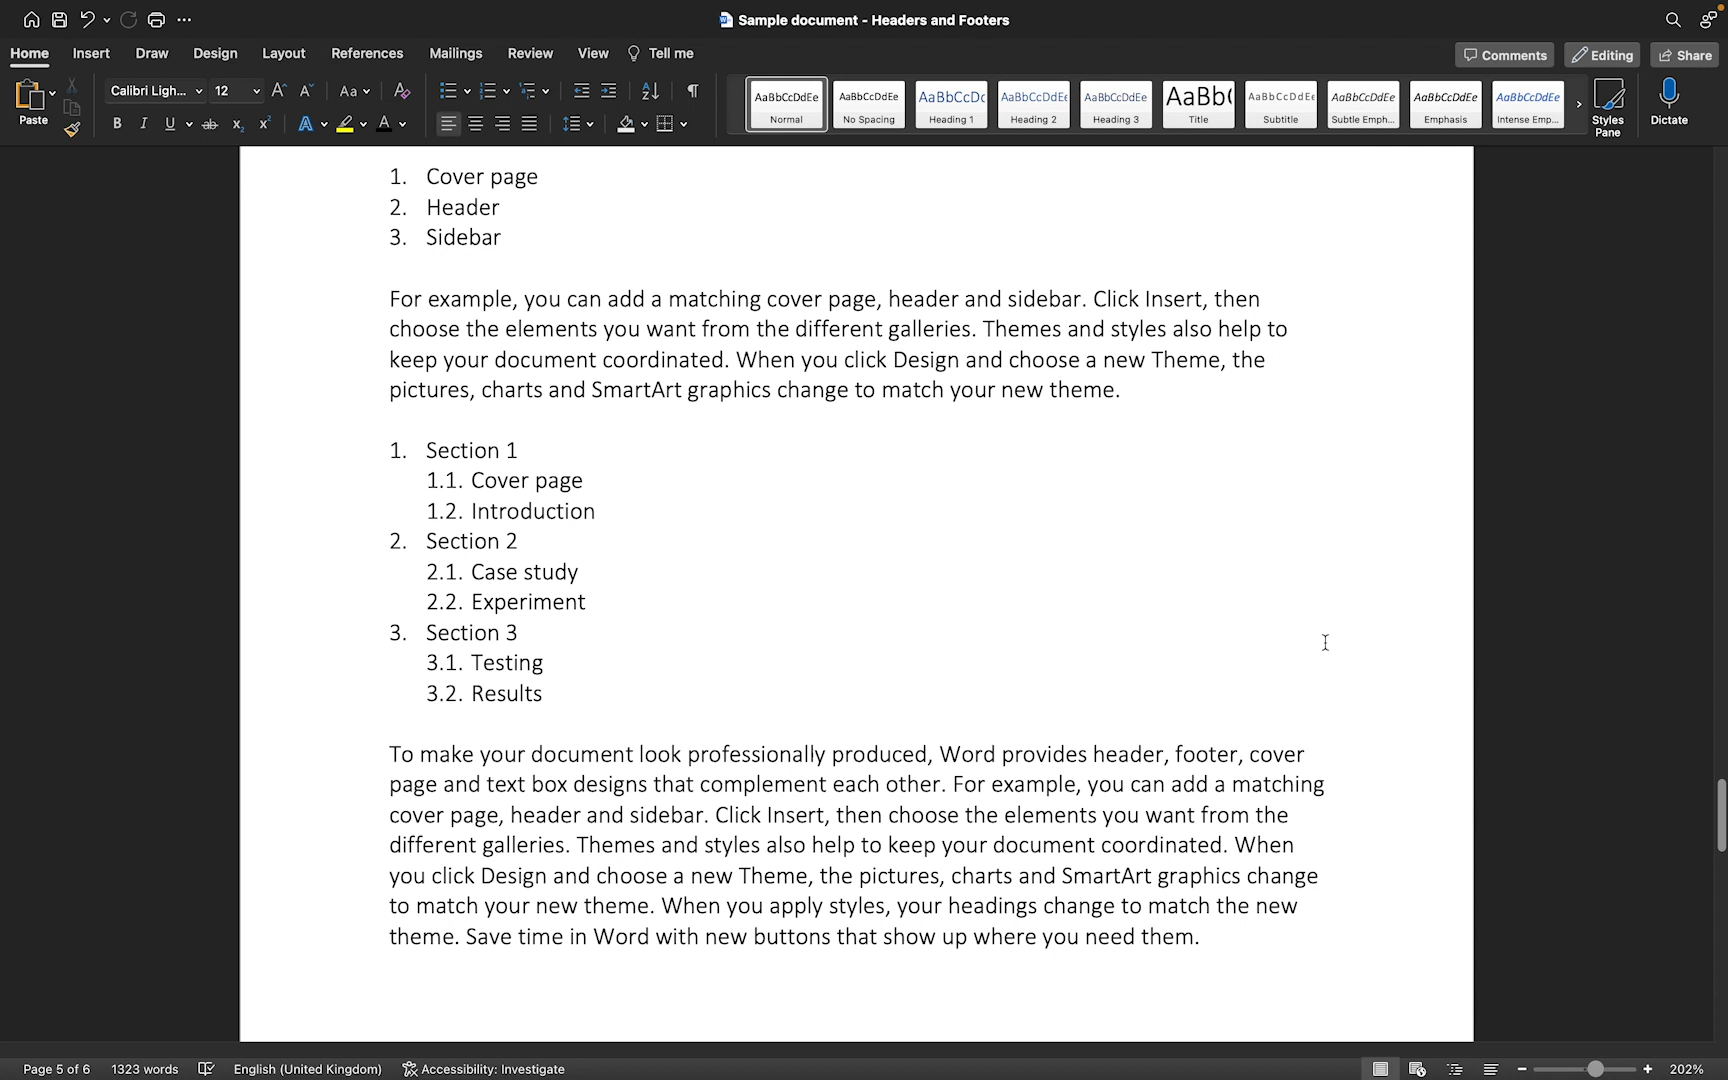 Sample document - Headers and Footers
Home Insert Draw Design Layout References Mailings Review View Tell me Comments Editing Share
Paste Calibri Ligh... 12 Aa
AaBbCcDdEe AaBbCcDdEe AaBbCcDc AaBbCcDdEe AaBbCcDdEe AaBb( AaBbCcDdEe AaBbCcDdEe AaBbCcDdEe AaBbCcDdEe
Normal No Spacing Heading 1 Heading 2 Heading 3 Title Subtitle Subtle Emph... Emphasis Intense Emp... Styles Pane Dictate
1. Cover page
2. Header
3. Sidebar
For example, you can add a matching cover page, header and sidebar. Click Insert, then
choose the elements you want from the different galleries. Themes and styles also help to
keep your document coordinated. When you click Design and choose a new Theme, the
pictures, charts and SmartArt graphics change to match your new theme.
1. Section 1
1.1. Cover page
1.2. Introduction
2. Section 2
2.1. Case study
2.2. Experiment
3. Section 3
3.1. Testing
3.2. Results
To make your document look professionally produced, Word provides header, footer, cover
page and text box designs that complement each other. For example, you can add a matching
cover page, header and sidebar. Click Insert, then choose the elements you want from the
different galleries. Themes and styles also help to keep your document coordinated. When
you click Design and choose a new Theme, the pictures, charts and SmartArt graphics change
to match your new theme. When you apply styles, your headings change to match the new
theme. Save time in Word with new buttons that show up where you need them.
Page 5 of 6 1323 words English (United Kingdom) Accessibility: Investigate 202%